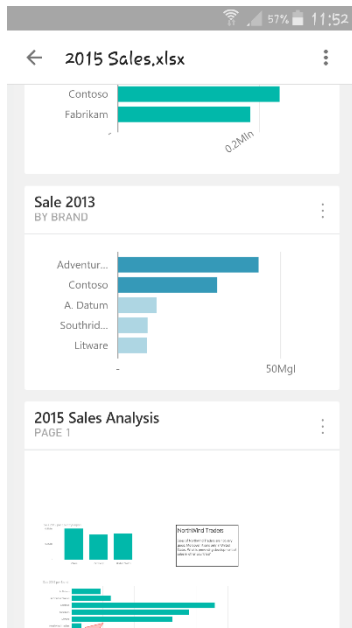 57% 11:52
2015 Sales.xlsx
Contoso
Fabrikam
-
0.2Mln
Sale 2013
BY BRAND
Adventur...
Contoso
A. Datum
Southrid...
Litware
-
50Mgl
2015 Sales Analysis
PAGE 1
NorthWind Traders